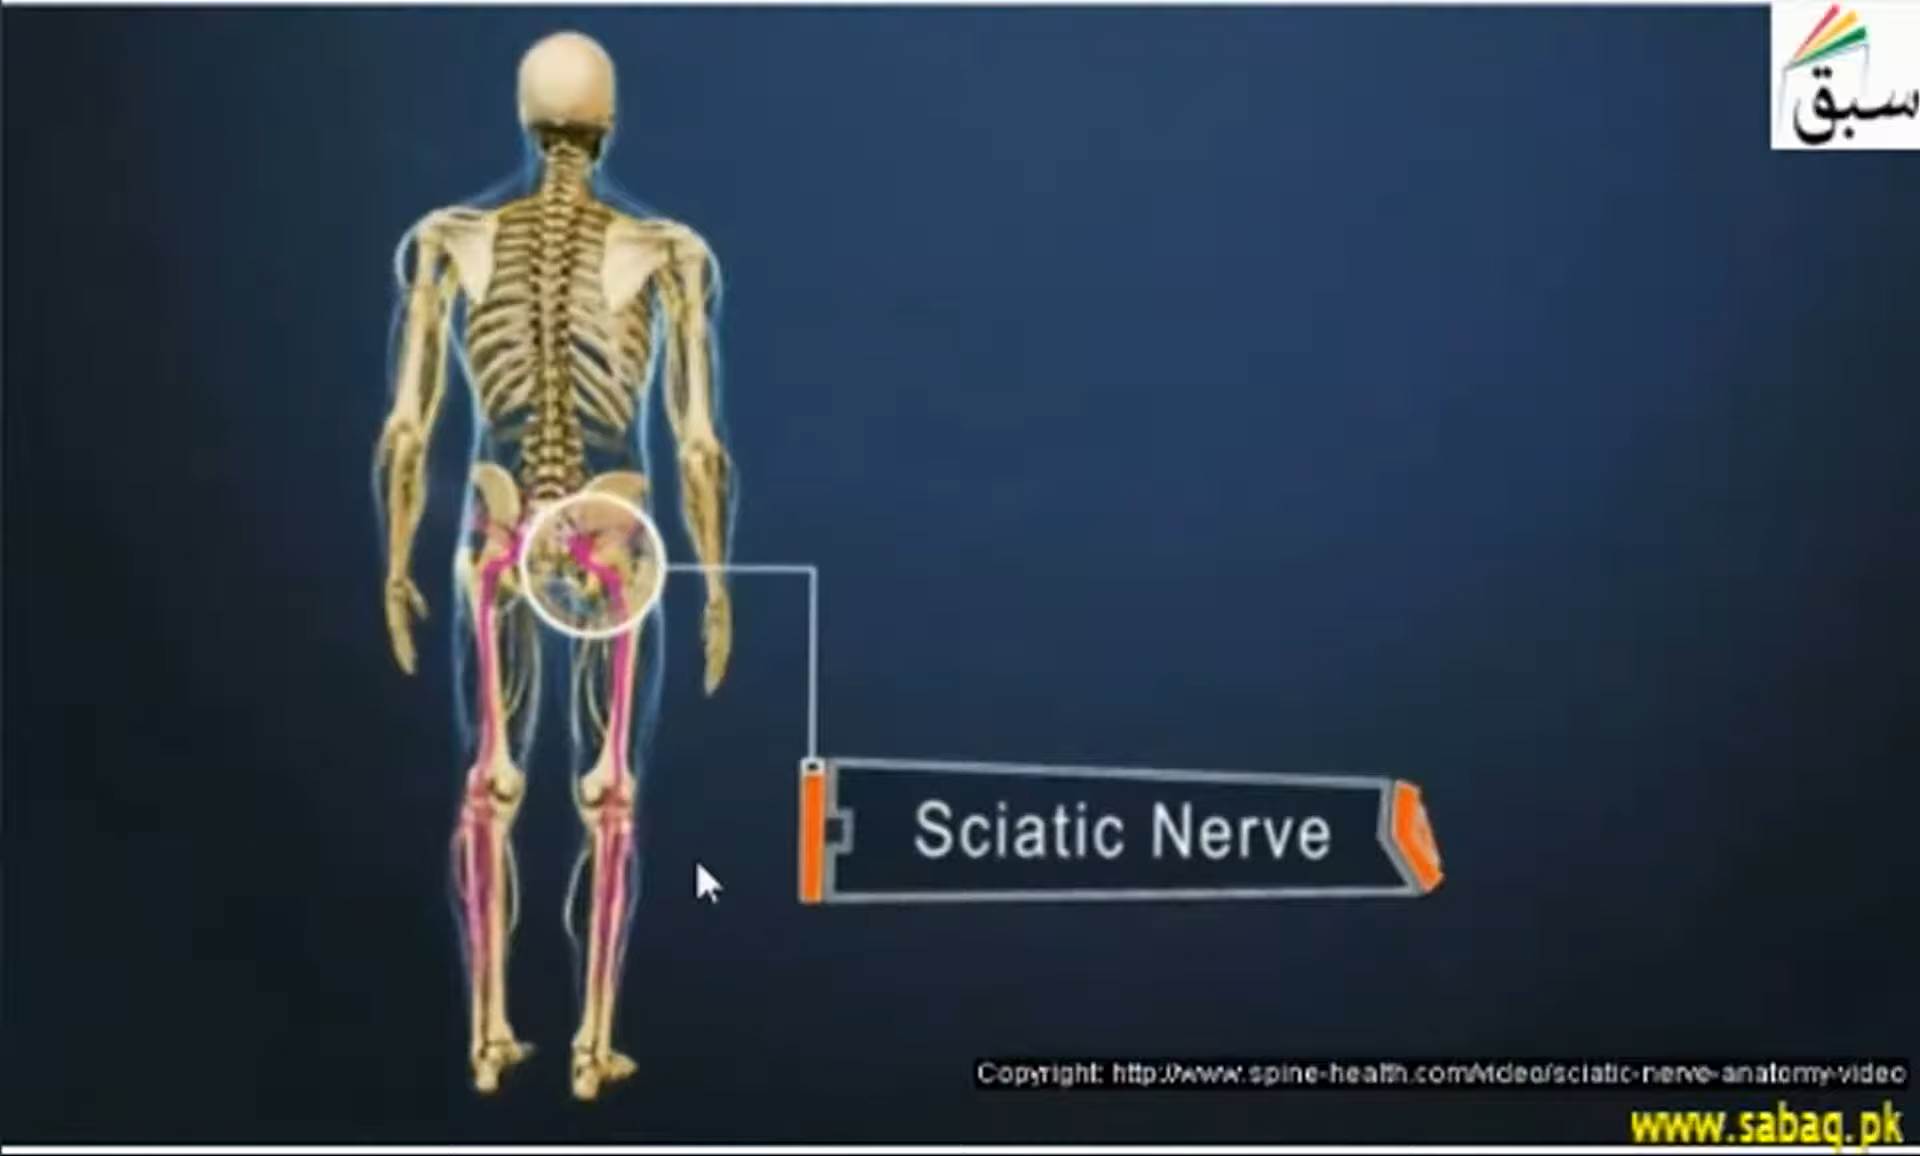 سبق
Sciatic Nerve
Copyright: http://www.spine-health.com/video/sciatic-nerve-anatomy-video
www.sabaq.pk